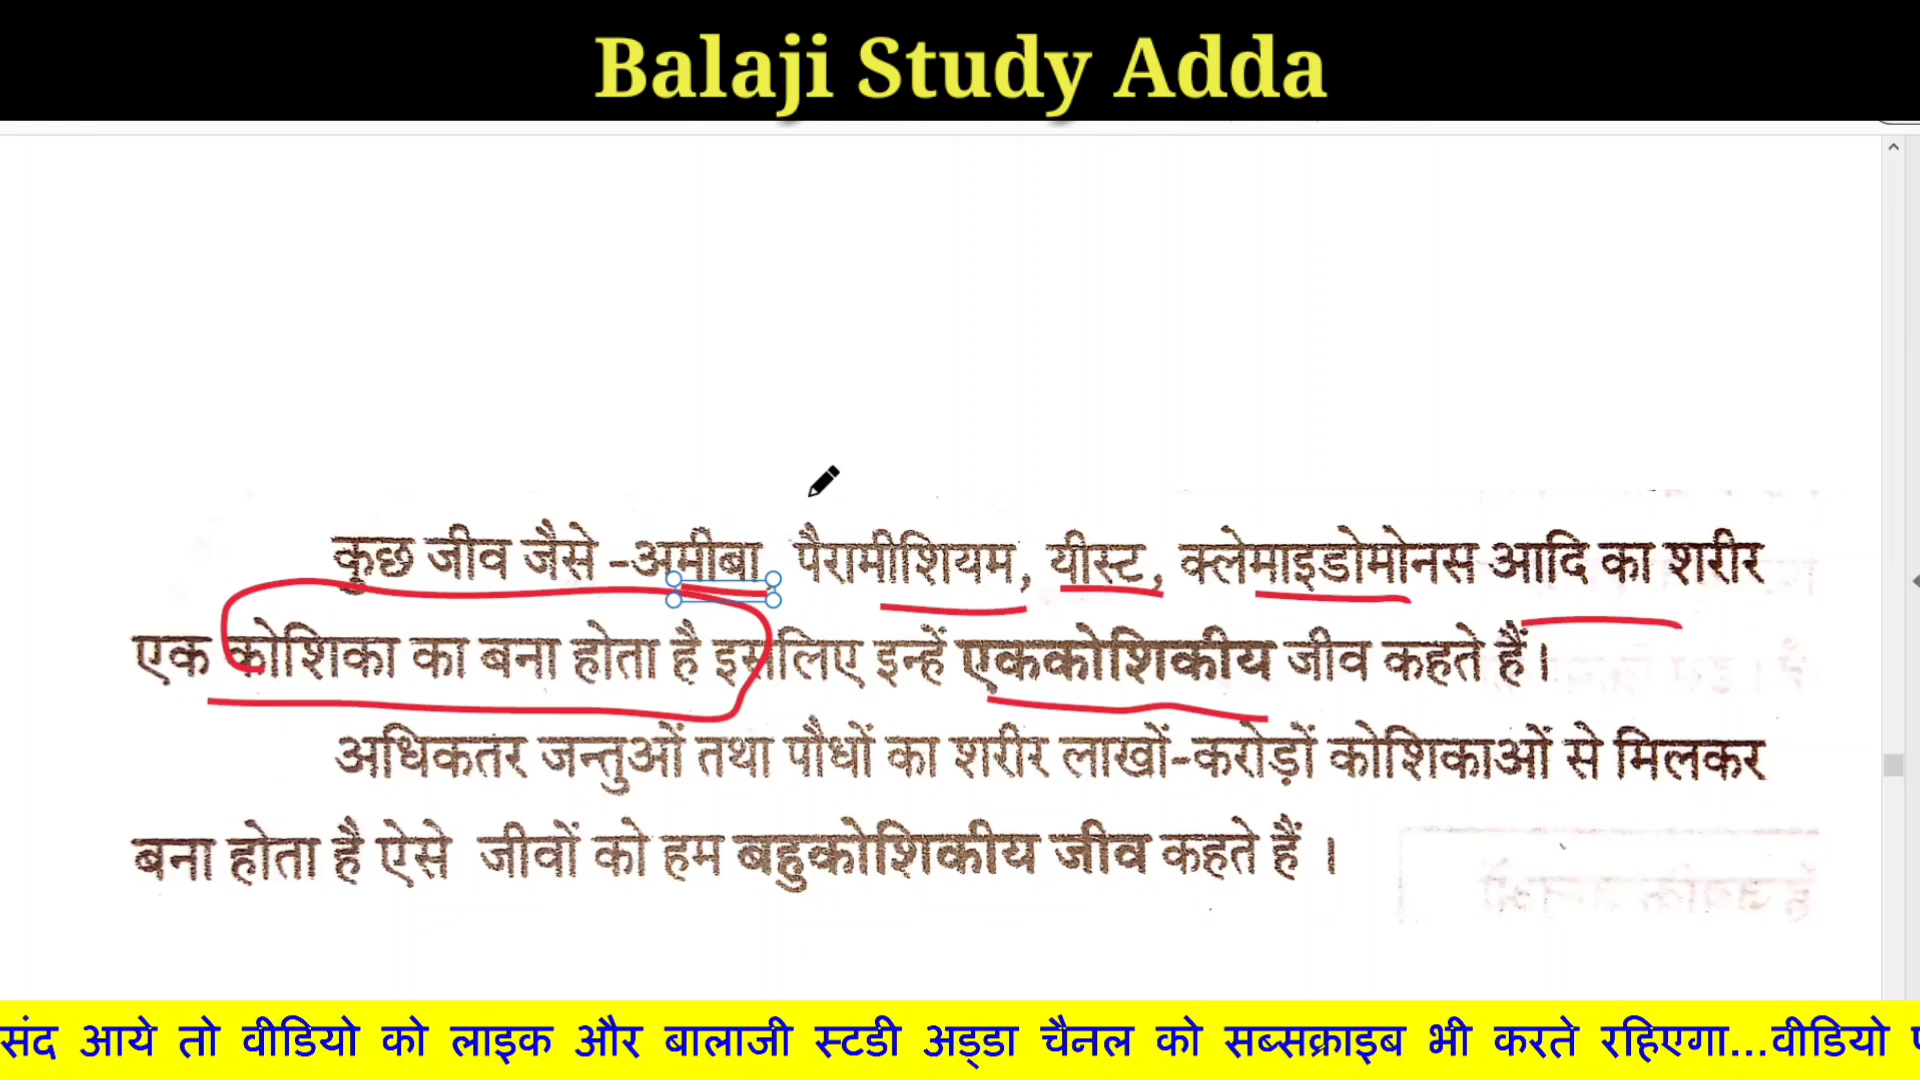 Balaji Study Adda
कुछ जीव जैसे -अमीबा, पैरामीशियम, यीस्ट, क्लेमाइडोमोनस आदि का शरीर
एक कोशिका का बना होता है इसलिए इन्हें एककोशिकीय जीव कहते हैं।
अधिकतर जन्तुओं तथा पौधों का शरीर लाखों-करोड़ों कोशिकाओं से मिलकर
बना होता है ऐसे जीवों को हम बहुकोशिकीय जीव कहते हैं ।
संद आये तो वीडियो को लाइक और बालाजी स्टडी अड्डा चैनल को सब्सक्राइब भी करते रहिएगा...वीडियो